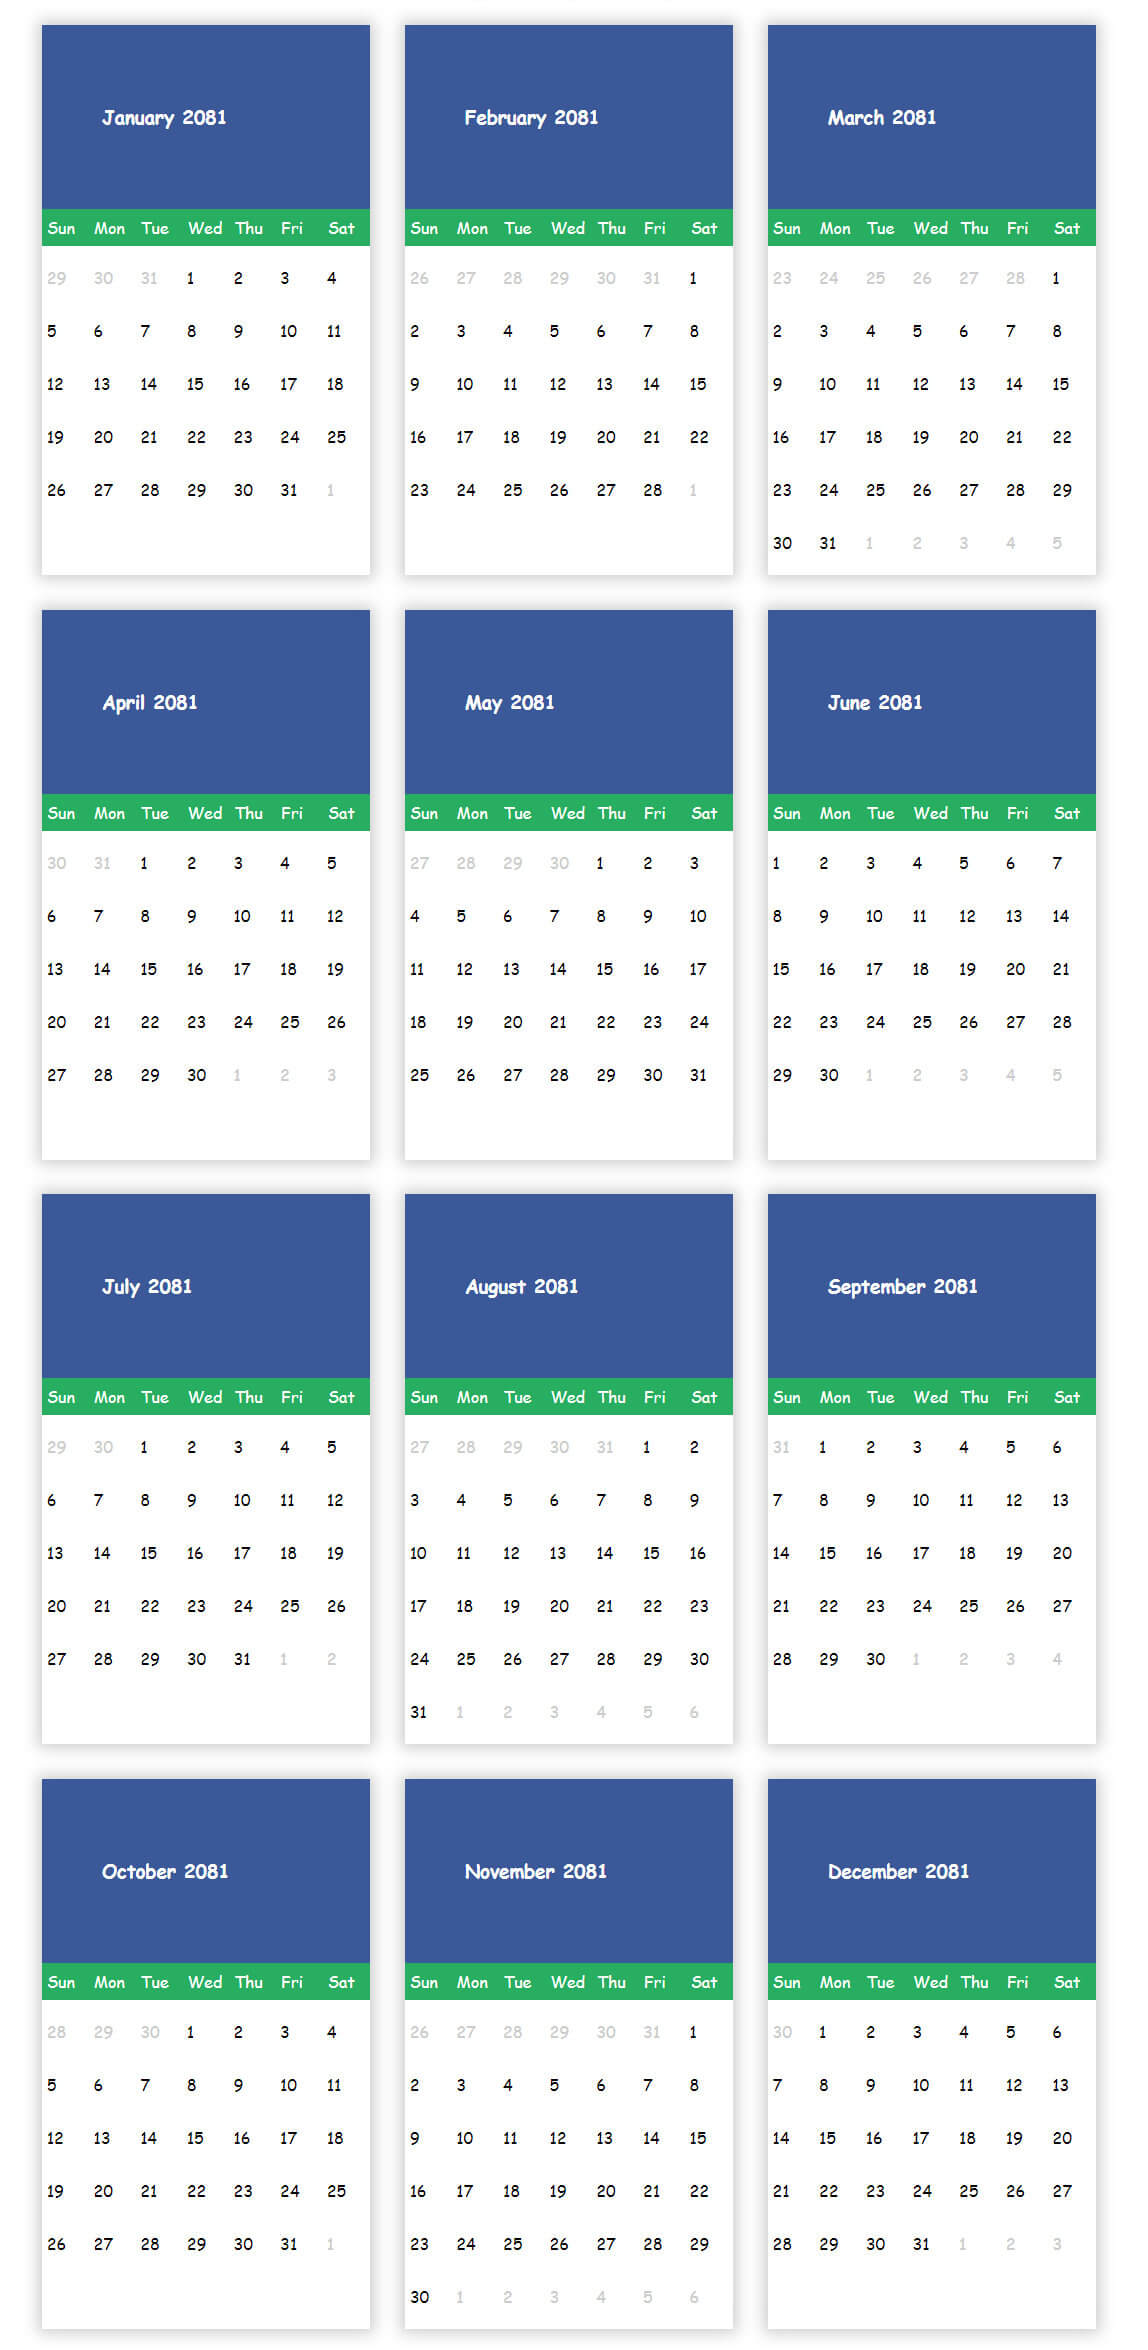 January 2081
Sun Mon Tue Wed Thu Fri Sat
29 30 31 1 2 3 4
5 6 7 8 9 10 11
12 13 14 15 16 17 18
19 20 21 22 23 24 25
26 27 28 29 30 31 1
February 2081
Sun Mon Tue Wed Thu Fri Sat
26 27 28 29 30 31 1
2 3 4 5 6 7 8
9 10 11 12 13 14 15
16 17 18 19 20 21 22
23 24 25 26 27 28 1
March 2081
Sun Mon Tue Wed Thu Fri Sat
23 24 25 26 27 28 1
2 3 4 5 6 7 8
9 10 11 12 13 14 15
16 17 18 19 20 21 22
23 24 25 26 27 28 29
30 31 1 2 3 4 5
April 2081
Sun Mon Tue Wed Thu Fri Sat
30 31 1 2 3 4 5
6 7 8 9 10 11 12
13 14 15 16 17 18 19
20 21 22 23 24 25 26
27 28 29 30 1 2 3
May 2081
Sun Mon Tue Wed Thu Fri Sat
27 28 29 30 1 2 3
4 5 6 7 8 9 10
11 12 13 14 15 16 17
18 19 20 21 22 23 24
25 26 27 28 29 30 31
June 2081
Sun Mon Tue Wed Thu Fri Sat
1 2 3 4 5 6 7
8 9 10 11 12 13 14
15 16 17 18 19 20 21
22 23 24 25 26 27 28
29 30 1 2 3 4 5
July 2081
Sun Mon Tue Wed Thu Fri Sat
29 30 1 2 3 4 5
6 7 8 9 10 11 12
13 14 15 16 17 18 19
20 21 22 23 24 25 26
27 28 29 30 31 1 2
August 2081
Sun Mon Tue Wed Thu Fri Sat
27 28 29 30 31 1 2
3 4 5 6 7 8 9
10 11 12 13 14 15 16
17 18 19 20 21 22 23
24 25 26 27 28 29 30
31 1 2 3 4 5 6
September 2081
Sun Mon Tue Wed Thu Fri Sat
31 1 2 3 4 5 6
7 8 9 10 11 12 13
14 15 16 17 18 19 20
21 22 23 24 25 26 27
28 29 30 1 2 3 4
October 2081
Sun Mon Tue Wed Thu Fri Sat
28 29 30 1 2 3 4
5 6 7 8 9 10 11
12 13 14 15 16 17 18
19 20 21 22 23 24 25
26 27 28 29 30 31 1
November 2081
Sun Mon Tue Wed Thu Fri Sat
26 27 28 29 30 31 1
2 3 4 5 6 7 8
9 10 11 12 13 14 15
16 17 18 19 20 21 22
23 24 25 26 27 28 29
30 1 2 3 4 5 6
December 2081
Sun Mon Tue Wed Thu Fri Sat
30 1 2 3 4 5 6
7 8 9 10 11 12 13
14 15 16 17 18 19 20
21 22 23 24 25 26 27
28 29 30 31 1 2 3